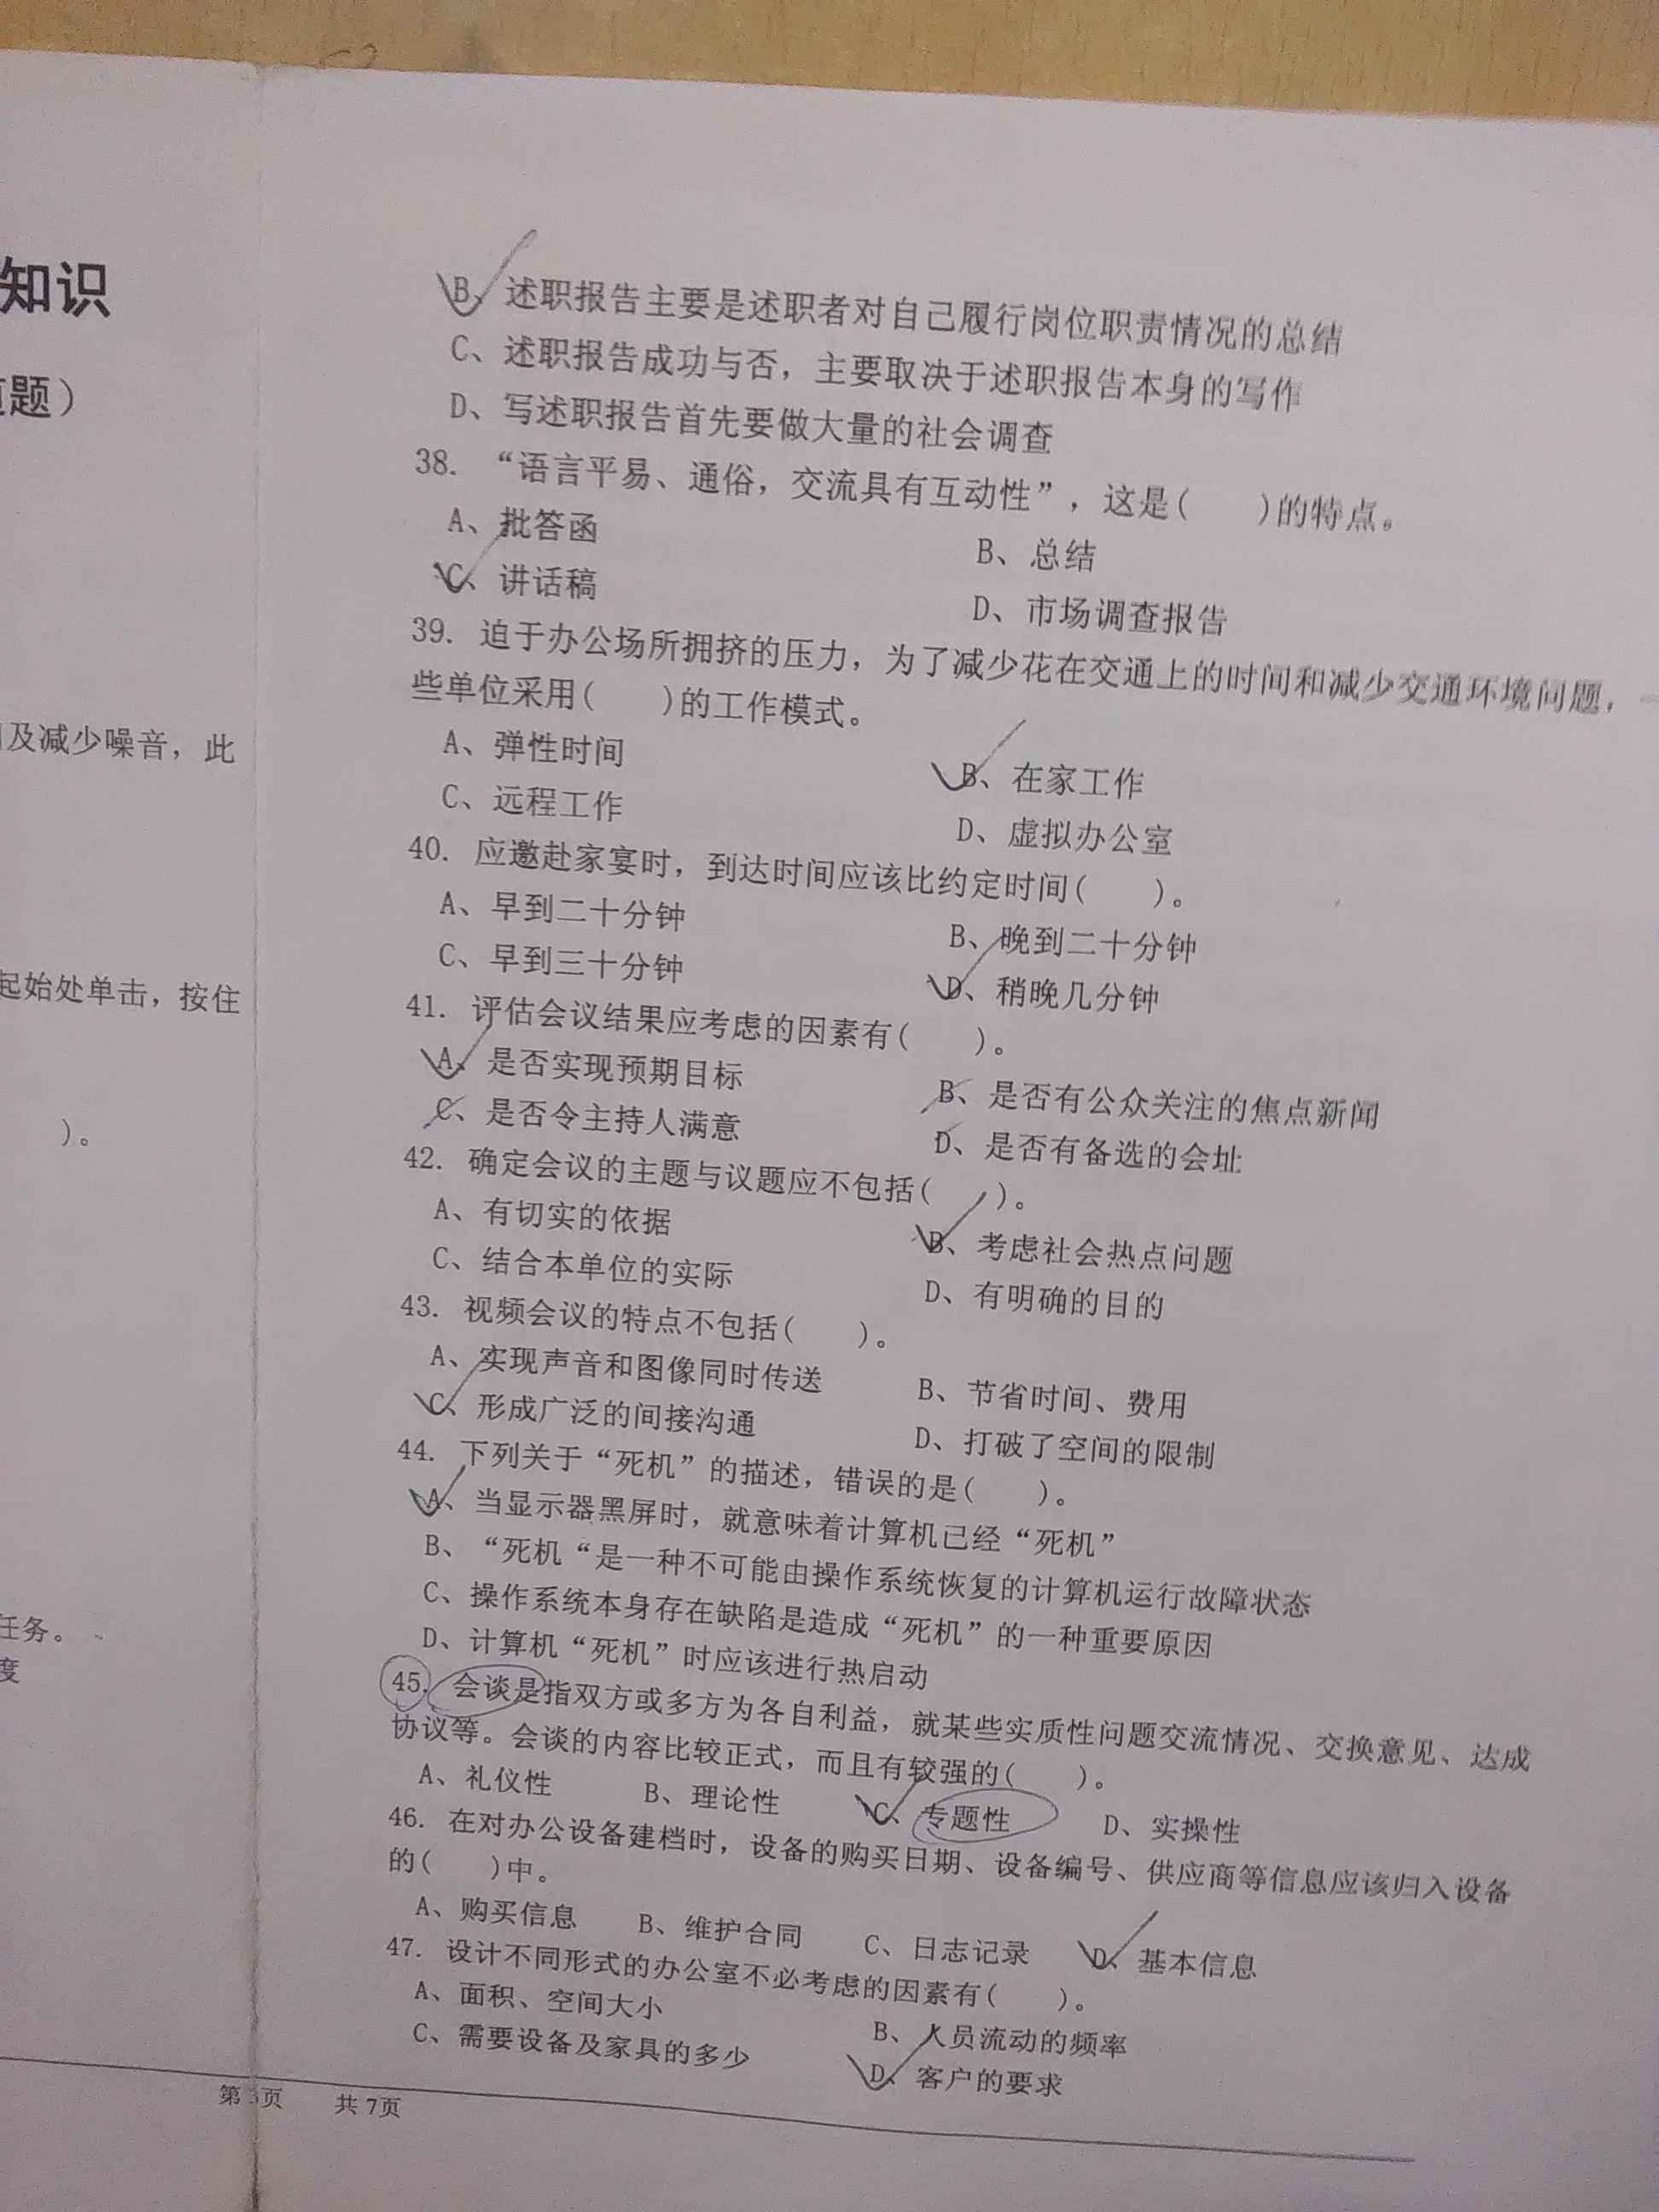 知识
题）
及减少噪音，此
起始处单击，按住
)。
任务。
度
B、述职报告主要是述职者对自己履行岗位职责情况的总结
C、述职报告成功与否，主要取决于述职报告本身的写作
D、写述职报告首先要做大量的社会调查
38. “语言平易、通俗，交流具有互动性”，这是(    )的特点。
A、批答函    B、总结
C、讲话稿    D、市场调查报告
39. 迫于办公场所拥挤的压力，为了减少花在交通上的时间和减少交通环境问题，一
些单位采用(    )的工作模式。
A、弹性时间    B、在家工作
C、远程工作    D、虚拟办公室
40. 应邀赴家宴时，到达时间应该比约定时间(    )。
A、早到二十分钟    B、晚到二十分钟
C、早到三十分钟    D、稍晚几分钟
41. 评估会议结果应考虑的因素有(    )。
A、是否实现预期目标    B、是否有公众关注的焦点新闻
C、是否令主持人满意    D、是否有备选的会址
42. 确定会议的主题与议题应不包括(    )。
A、有切实的依据    B、考虑社会热点问题
C、结合本单位的实际    D、有明确的目的
43. 视频会议的特点不包括(    )。
A、实现声音和图像同时传送    B、节省时间、费用
C、形成广泛的间接沟通    D、打破了空间的限制
44. 下列关于“死机”的描述，错误的是(    )。
A、当显示器黑屏时，就意味着计算机已经“死机”
B、“死机“是一种不可能由操作系统恢复的计算机运行故障状态
C、操作系统本身存在缺陷是造成“死机”的一种重要原因
D、计算机“死机”时应该进行热启动
45. 会谈是指双方或多方为各自利益，就某些实质性问题交流情况、交换意见、达成
协议等。会谈的内容比较正式，而且有较强的(    )。
A、礼仪性    B、理论性    C、专题性    D、实操性
46. 在对办公设备建档时，设备的购买日期、设备编号、供应商等信息应该归入设备
的(    )中。
A、购买信息    B、维护合同    C、日志记录    D、基本信息
47. 设计不同形式的办公室不必考虑的因素有(    )。
A、面积、空间大小    B、人员流动的频率
C、需要设备及家具的多少    D、客户的要求
第 页    共 7页